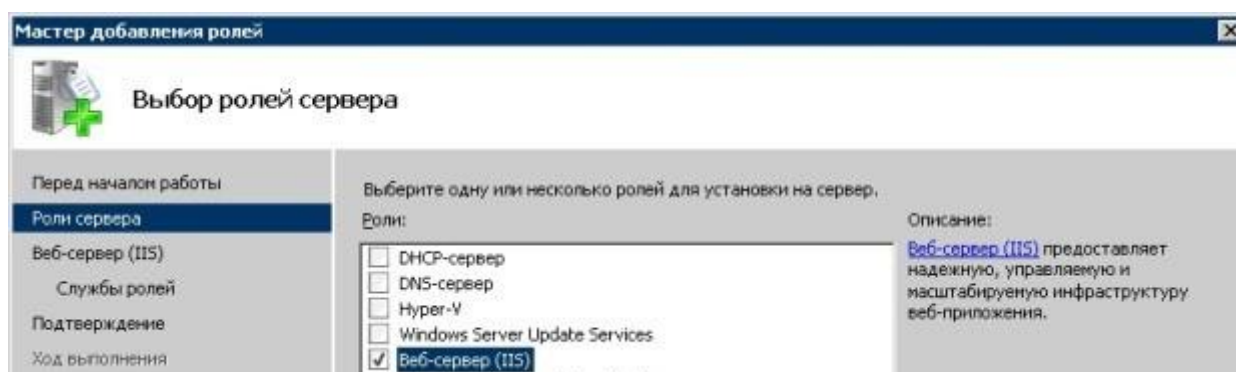 Мастер добавления ролей
Выбор ролей сервера
Перед началом работы
Роли сервера
Веб-сервер (IIS)
Службы ролей
Подтверждение
Ход выполнения
Выберите одну или несколько ролей для установки на сервер.
Роли:
DHCP-сервер
DNS-сервер
Hyper-V
Windows Server Update Services
Веб-сервер (IIS)
Описание:
Веб-сервер (IIS) предоставляет
надежную, управляемую и
масштабируемую инфраструктуру
веб-приложения.